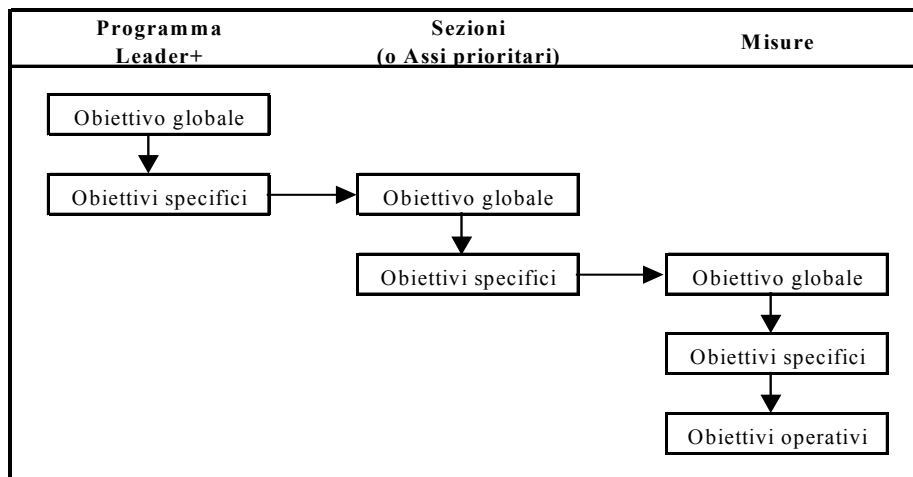 Programma
Leader+
Sezioni
(o Assi prioritari)
Misure
Obiettivo globale
Obiettivi specifici
Obiettivo globale
Obiettivi specifici
Obiettivo globale
Obiettivi specifici
Obiettivi operativi